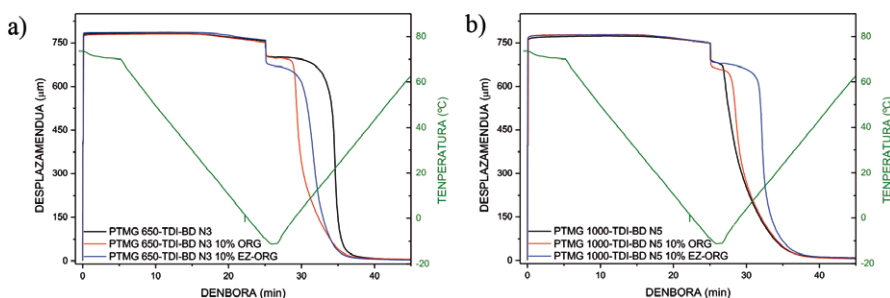 a)
750
600
450
300
150
0
DESPLAZAMENDUA (μm)
0
10
20
30
40
DENBORA (min)
80
60
40
20
0
-20
TENPERATURA (ºC)
PTMG 650-TDI-BD N3
PTMG 650-TDI-BD N3 10% ORG
PTMG 650-TDI-BD N3 10% EZ-ORG
b)
750
600
450
300
150
0
DESPLAZAMENDUA (μm)
0
10
20
30
40
DENBORA (min)
80
60
40
20
0
-20
TENPERATURA (ºC)
PTMG 1000-TDI-BD N5
PTMG 1000-TDI-BD N5 10% ORG
PTMG 1000-TDI-BD N5 10% EZ-ORG